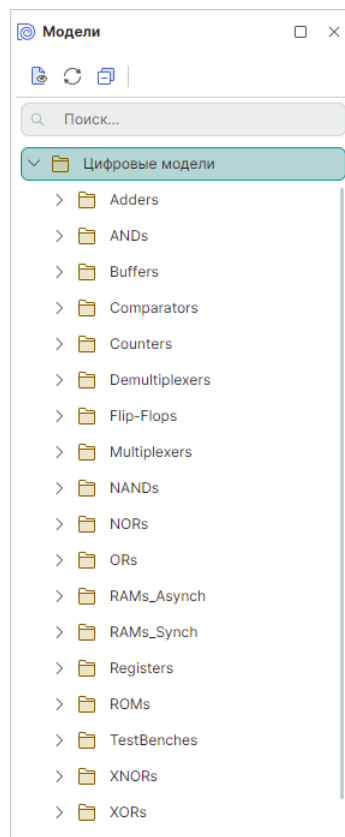 Модели
Поиск...
Цифровые модели
Adders
ANDs
Buffers
Comparators
Counters
Demultiplexers
Flip-Flops
Multiplexers
NANDs
NORs
ORs
RAMs_Asynch
RAMs_Synch
Registers
ROMs
TestBenches
XNORs
XORs